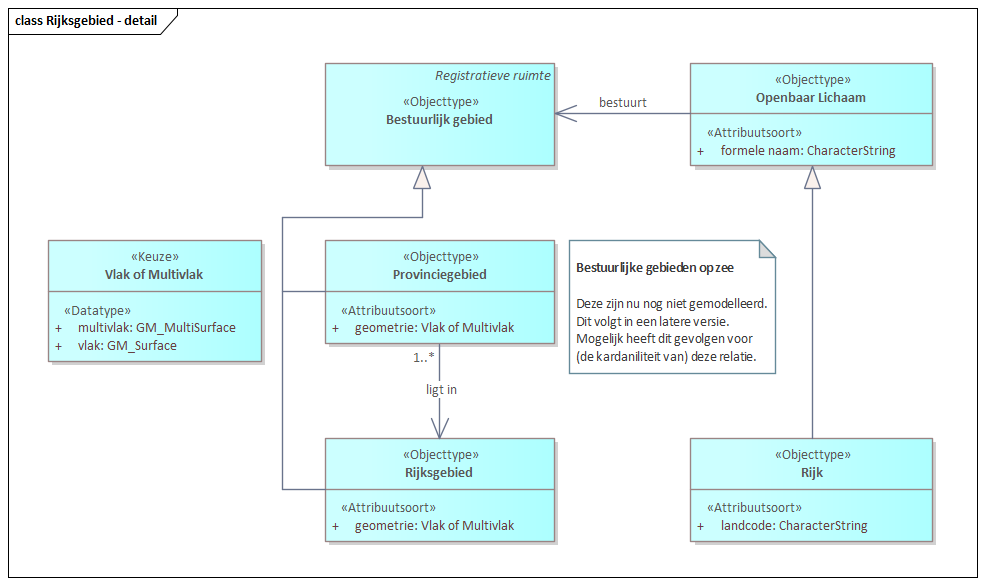 class Rijksgebied - detail
Registratieve ruimte
«Objecttype»
Bestuurlijk gebied
bestuurt
«Objecttype»
Openbaar Lichaam
«Attribuutsoort»
+ formele naam: CharacterString
«Keuze»
Vlak of Multivlak
«Datatype»
+ multivlak: GM_MultiSurface
+ vlak: GM_Surface
«Objecttype»
Provinciegebied
«Attribuutsoort»
+ geometrie: Vlak of Multivlak
Bestuurlijke gebieden op zee
Deze zijn nu nog niet gemodelleerd.
Dit volgt in een latere versie.
Mogelijk heeft dit gevolgen voor
(de kardaniliteit van) deze relatie.
1..*
ligt in
«Objecttype»
Rijksgebied
«Attribuutsoort»
+ geometrie: Vlak of Multivlak
«Objecttype»
Rijk
«Attribuutsoort»
+ landcode: CharacterString